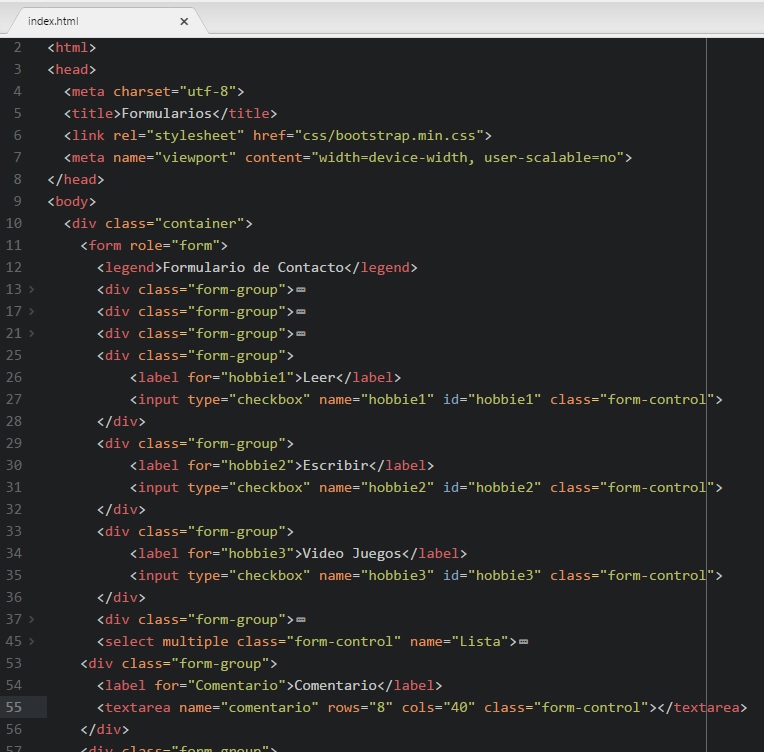 index.html ×
2 <html>
3 <head>
4 <meta charset="utf-8">
5 <title>Formularios</title>
6 <link rel="stylesheet" href="css/bootstrap.min.css">
7 <meta name="viewport" content="width=device-width, user-scalable=no">
8 </head>
9 <body>
10 <div class="container">
11 <form role="form">
12 <legend>Formulario de Contacto</legend>
13 <div class="form-group">
17 <div class="form-group">
21 <div class="form-group">
25 <div class="form-group">
26 <label for="hobbie1">Leer</label>
27 <input type="checkbox" name="hobbie1" id="hobbie1" class="form-control">
28 </div>
29 <div class="form-group">
30 <label for="hobbie2">Escribir</label>
31 <input type="checkbox" name="hobbie2" id="hobbie2" class="form-control">
32 </div>
33 <div class="form-group">
34 <label for="hobbie3">Video Juegos</label>
35 <input type="checkbox" name="hobbie3" id="hobbie3" class="form-control">
36 </div>
37 <div class="form-group">
45 <select multiple class="form-control" name="Lista">
53 <div class="form-group">
54 <label for="Comentario">Comentario</label>
55 <textarea name="comentario" rows="8" cols="40" class="form-control"></textarea>
56 </div>
57 <div class="form-group">